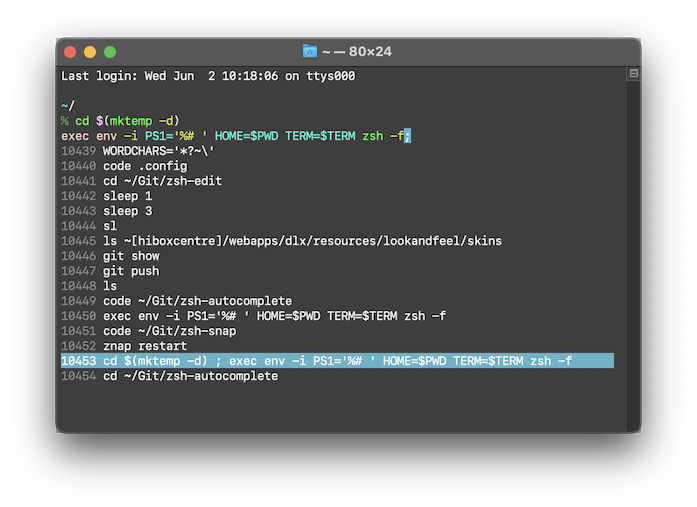 ~ — 80×24
Last login: Wed Jun  2 10:18:06 on ttys000
~/
% cd $(mktemp -d)
exec env -i PS1='%# ' HOME=$PWD TERM=$TERM zsh -f;
10439 WORDCHARS='*?~\'
10440 code .config
10441 cd ~/Git/zsh-edit
10442 sleep 1
10443 sleep 3
10444 sl
10445 ls ~[hiboxcentre]/webapps/dlx/resources/lookandfeel/skins
10446 git show
10447 git push
10448 ls
10449 code ~/Git/zsh-autocomplete
10450 exec env -i PS1='%# ' HOME=$PWD TERM=$TERM zsh -f
10451 code ~/Git/zsh-snap
10452 znap restart
10453 cd $(mktemp -d) ; exec env -i PS1='%# ' HOME=$PWD TERM=$TERM zsh -f
10454 cd ~/Git/zsh-autocomplete